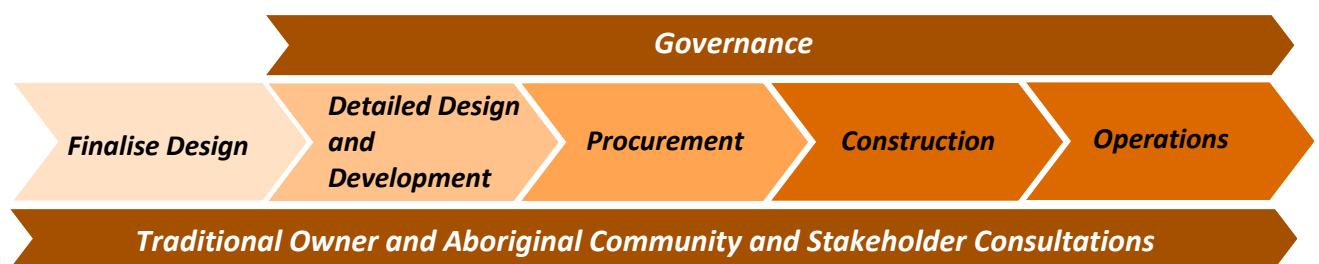 Governance
Finalise Design
Detailed Design
and
Development
Procurement
Construction
Operations
Traditional Owner and Aboriginal Community and Stakeholder Consultations